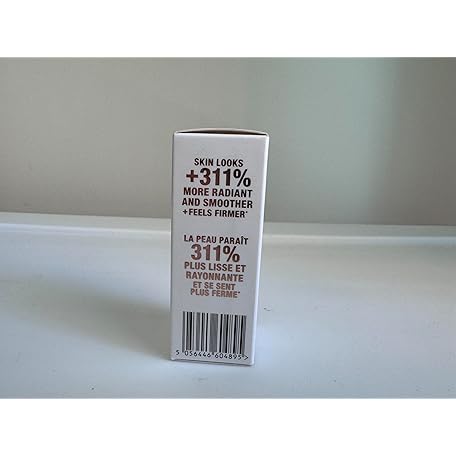 SKIN LOOKS
+311%
MORE RADIANT
AND SMOOTHER
+FEELS FIRMER*
LA PEAU PARAÎT
311%
PLUS LISSE ET
RAYONNANTE
ET SE SENT
PLUS FERME*
5 056446 604895 >